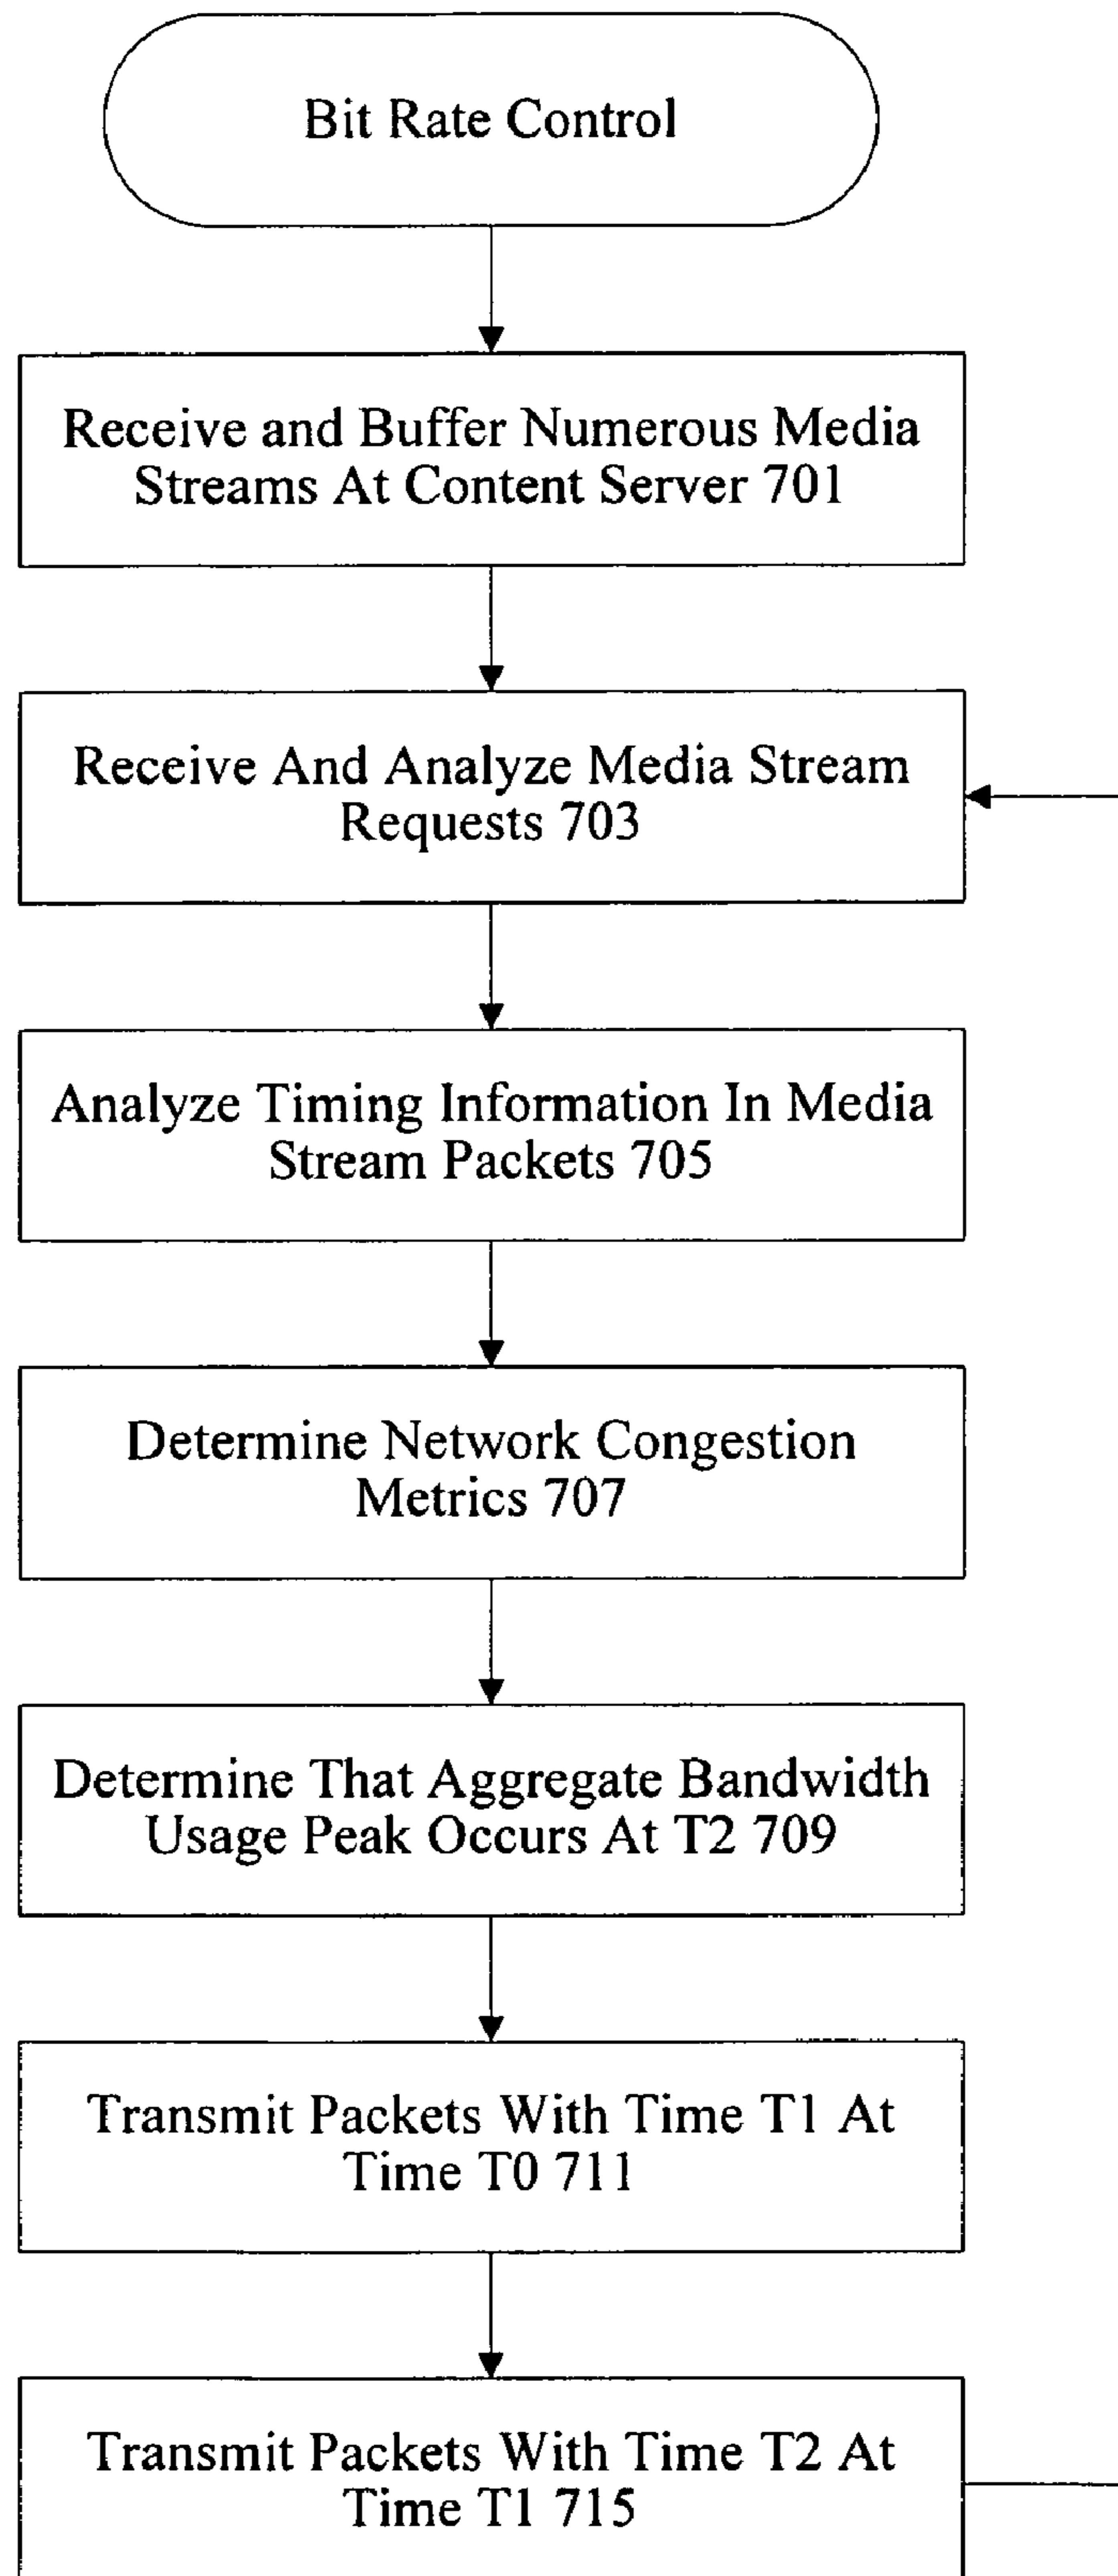 Bit Rate Control
Receive and Buffer Numerous Media
Streams At Content Server 701
Receive And Analyze Media Stream
Requests 703
Analyze Timing Information In Media
Stream Packets 705
Determine Network Congestion
Metrics 707
Determine That Aggregate Bandwidth
Usage Peak Occurs At T2 709
Transmit Packets With Time T1 At
Time T0 711
Transmit Packets With Time T2 At
Time T1 715